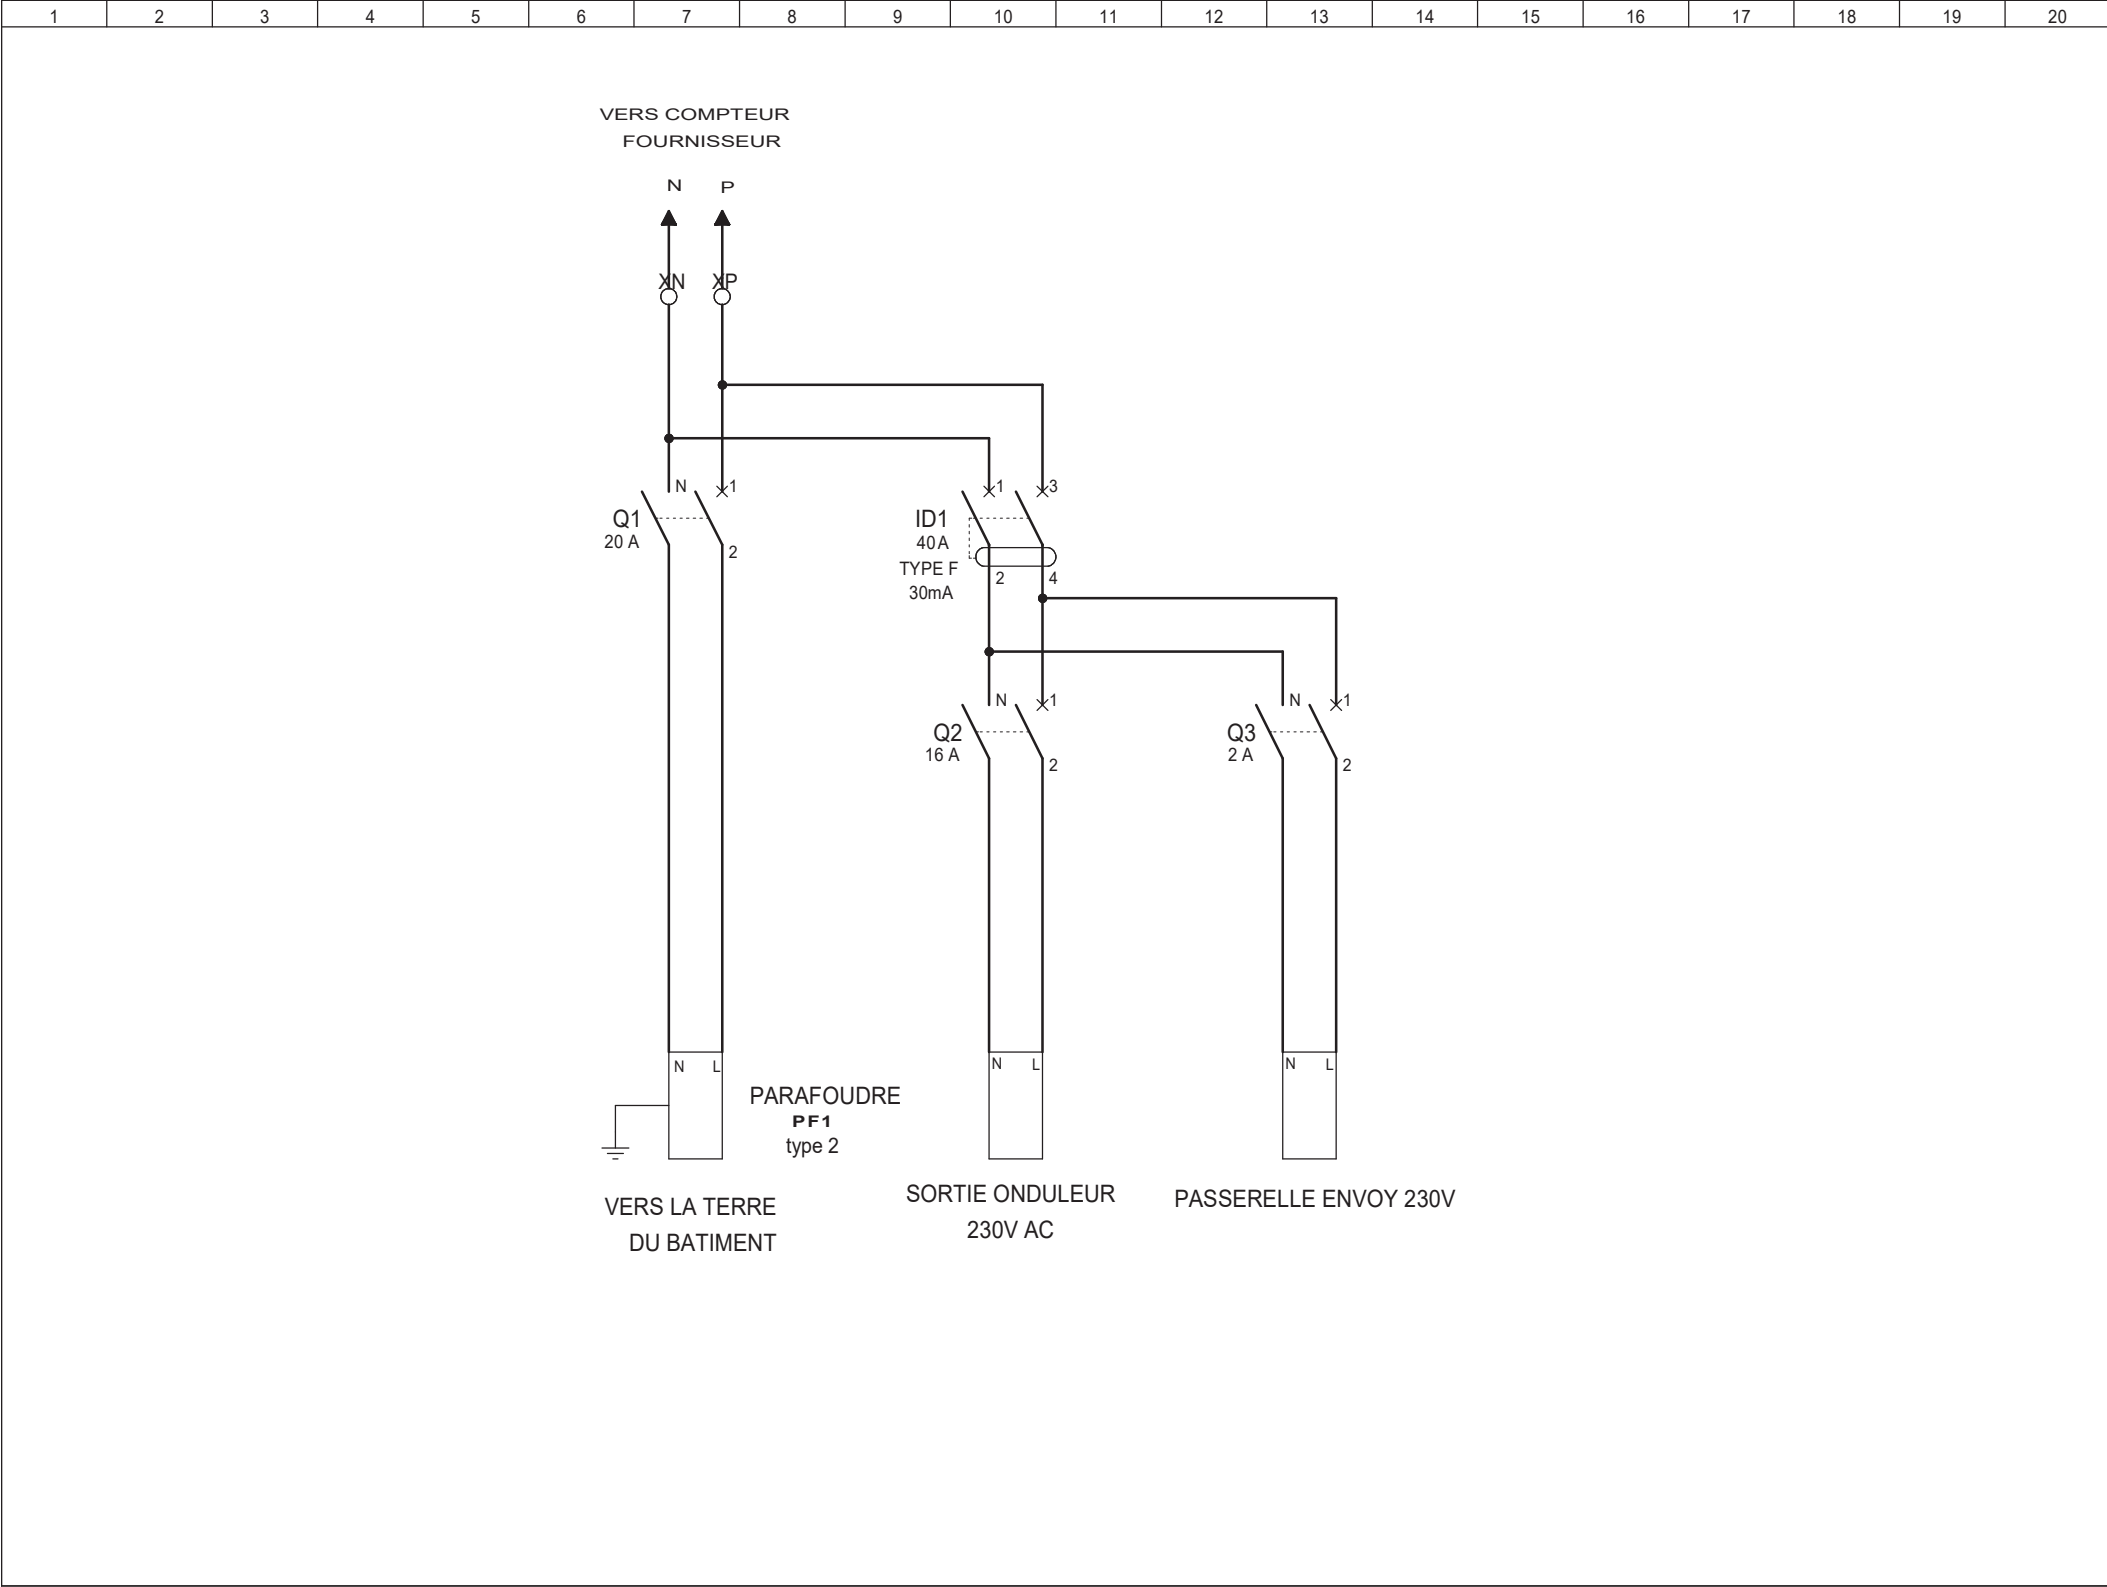 1 2 3 4 5 6 7 8 9 10 11 12 13 14 15 16 17 18 19 20
VERS COMPTEUR
FOURNISSEUR
N P
XN XP
N 1 1 3
Q1 ID1
20 A 40A
2
TYPE F
2 4
30mA
N 1 N 1
Q2 Q3
16 A 2 A
2 2
N L N L N L
PARAFOUDRE
PF1
type 2
SORTIE ONDULEUR
230V AC
PASSERELLE ENVOY 230V
VERS LA TERRE
DU BATIMENT